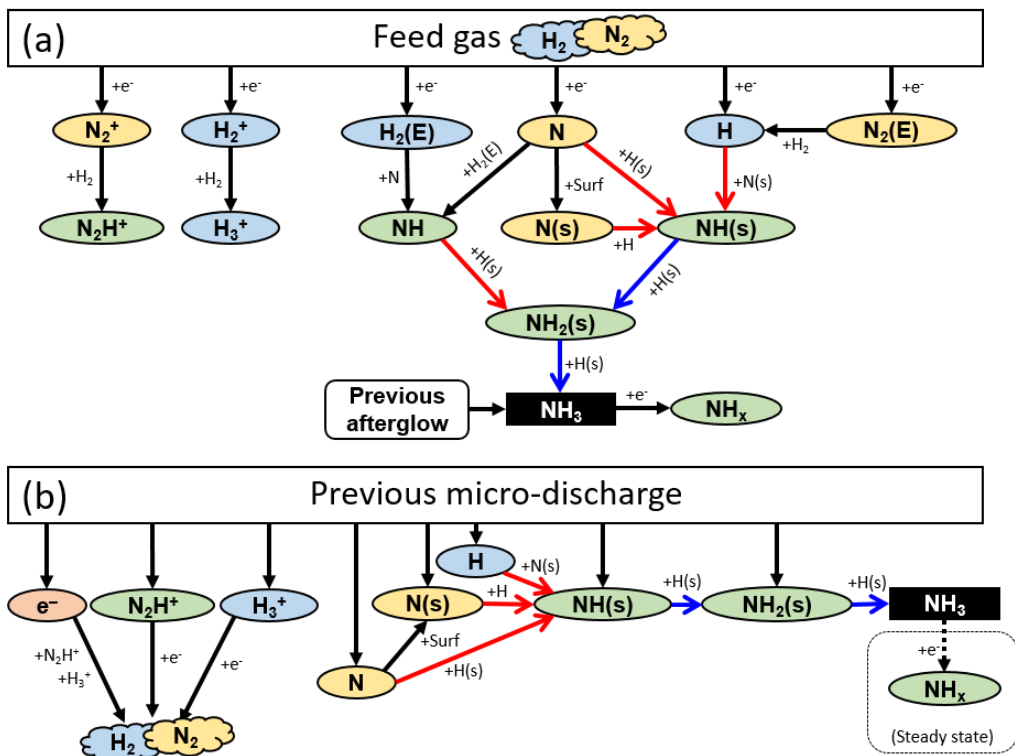 (a)
Feed gas H₂ N₂
+e⁻ +e⁻ +e⁻ +e⁻ +e⁻ +e⁻
N₂⁺ H₂⁺ H₂(E) N H N₂(E)
+H₂
+H₂ +H₂ +N +H₂(E) +Surf +H(s) +N(s)
N₂H⁺ H₃⁺ NH N(s) NH(s)
+H
+H(s) +H(s)
NH₂(s)
+H(s)
Previous
afterglow
NH₃ +e⁻ NHₓ
(b)
Previous micro-discharge
H
+N(s)
e⁻ N₂H⁺ H₃⁺ N(s) +H NH(s) +H(s) NH₂(s) +H(s) NH₃
+N₂H⁺
+H₃⁺
+e⁻ +e⁻ +Surf +H(s) +e⁻
N NHₓ
H₂ N₂
(Steady state)